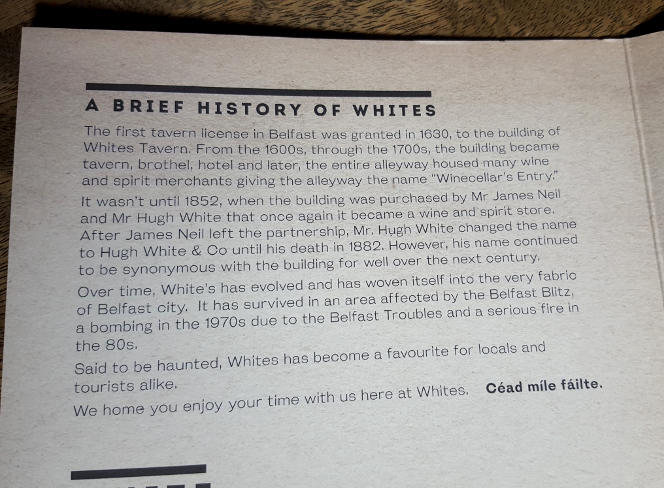 A BRIEF HISTORY OF WHITES
The first tavern license in Belfast was granted in 1630, to the building of
Whites Tavern. From the 1600s, through the 1700s, the building became
tavern, brothel, hotel and later, the entire alleyway housed many wine
and spirit merchants giving the alleyway the name "Winecellar's Entry."
It wasn't until 1852, when the building was purchased by Mr James Neil
and Mr Hugh White that once again it became a wine and spirit store.
After James Neil left the partnership, Mr. Hugh White changed the name
to Hugh White & Co until his death in 1882. However, his name continued
to be synonymous with the building for well over the next century.
Over time, White's has evolved and has woven itself into the very fabric
of Belfast city. It has survived in an area affected by the Belfast Blitz,
a bombing in the 1970s due to the Belfast Troubles and a serious fire in
the 80s.
Said to be haunted, Whites has become a favourite for locals and
tourists alike.
We home you enjoy your time with us here at Whites. Céad míle fáilte.